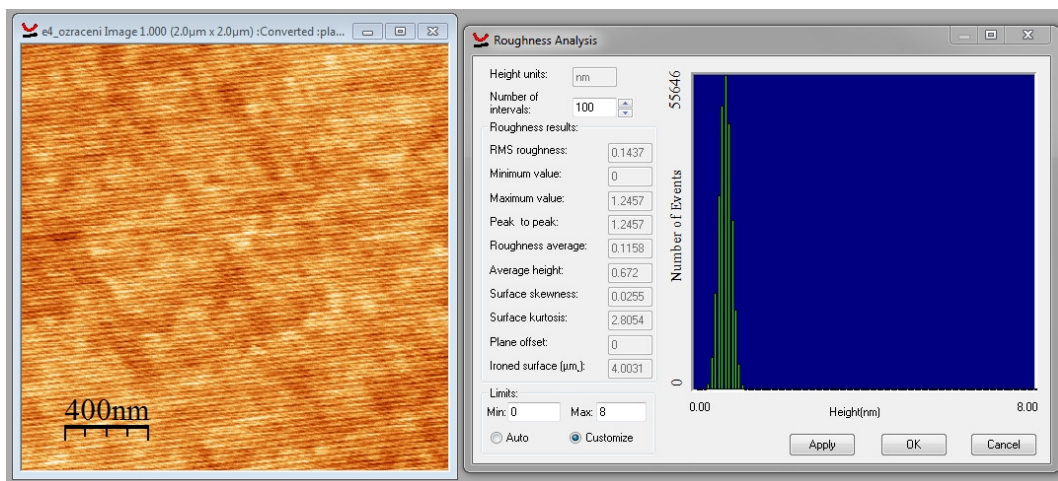 e4_ozraceni Image 1.000 (2.0µm x 2.0µm) :Converted :pla...
400nm
Roughness Analysis
Height units: nm
Number of
intervals: 100
Roughness results:
RMS roughness: 0.1437
Minimum value: 0
Maximum value: 1.2457
Peak to peak: 1.2457
Roughness average: 0.1158
Average height: 0.672
Surface skewness: 0.0255
Surface kurtosis: 2.8054
Plane offset: 0
Ironed surface (µm,): 4.0031
Limits:
Min: 0 Max: 8
Auto Customize
55646
Number of Events
0
0.00 Height(nm) 8.00
Apply OK Cancel